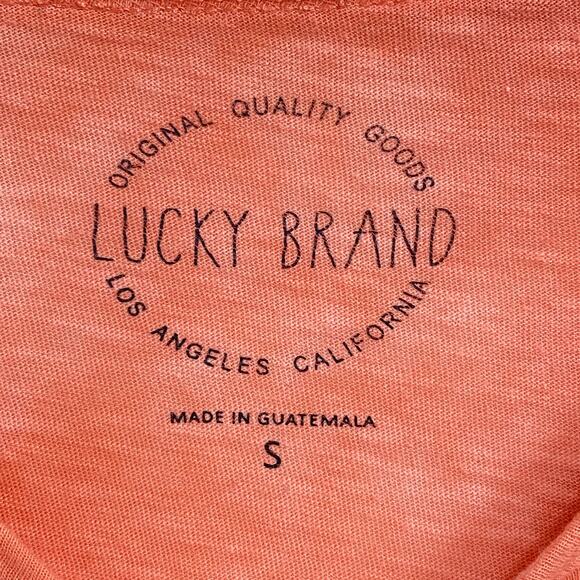 ORIGINAL QUALITY GOODS
LUCKY BRAND
LOS ANGELES CALIFORNIA
MADE IN GUATEMALA
S